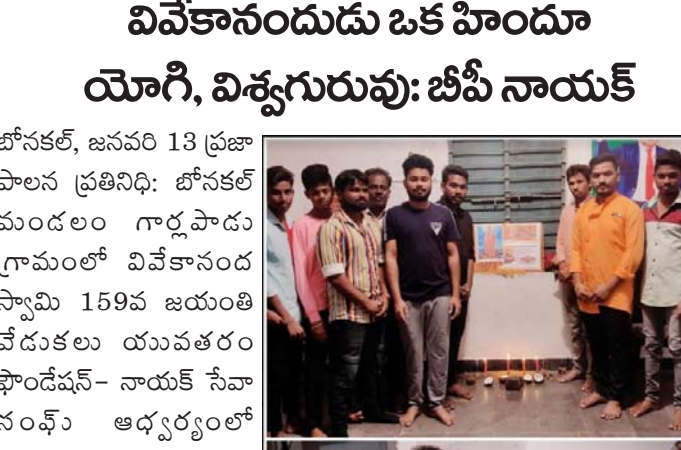 వివేకానందుడు ఒక హిందూ
యోగి, విశ్వగురువు: బీపీ నాయక్
బోనకల్, జనవరి 13 ప్రజా
పాలన ప్రతినిధి: బోనకల్
మండలం గార్లపాడు
గ్రామంలో వివేకానంద
స్వామి 159వ జయంతి
వేడుకలు యువతరం
ఫౌండేషన్- నాయక్ సేవా
ఆధ్వర్యంలో